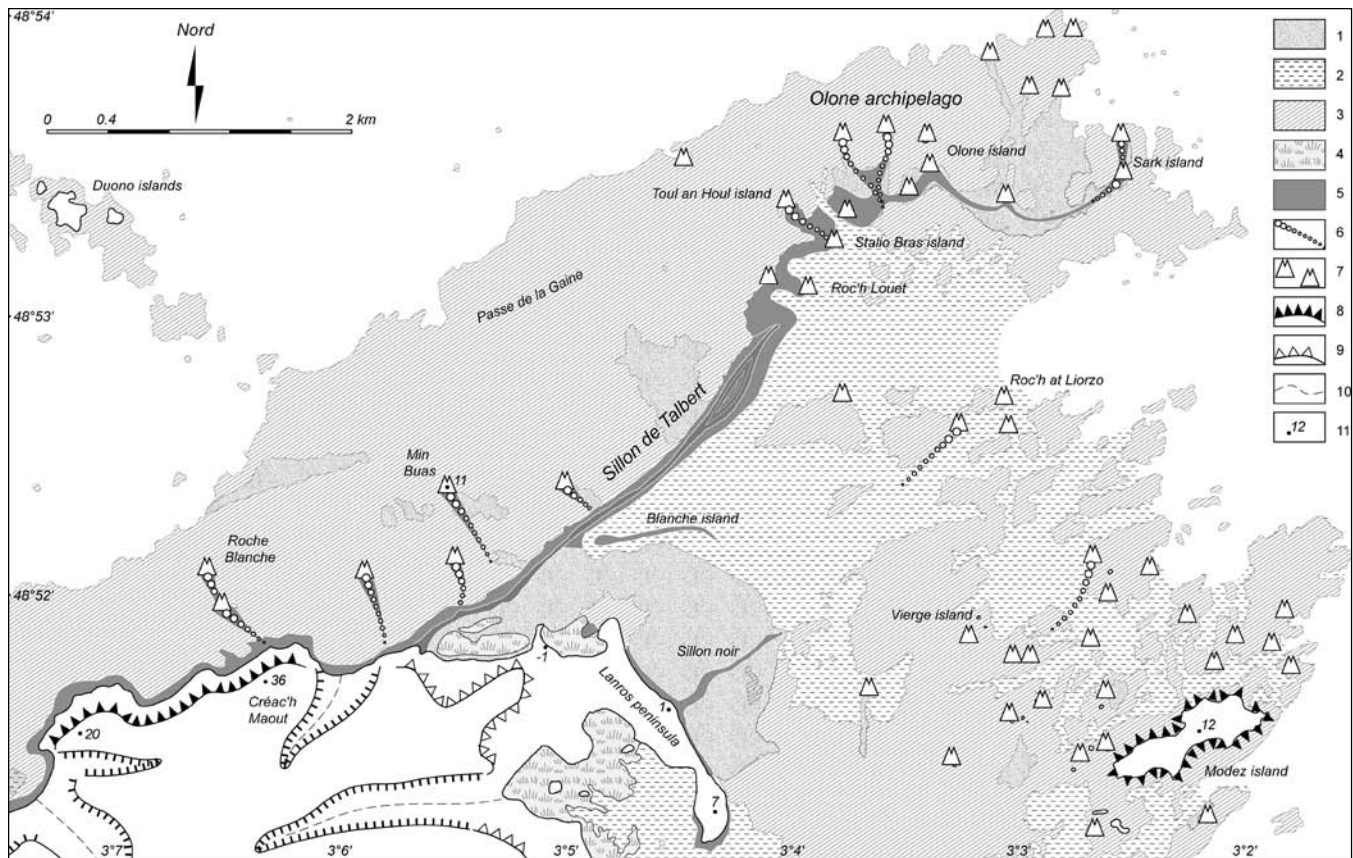 48°54'
Nord
0
0.4
2 km
Duono islands
Olone archipelago
Olone island
Sark island
Toul an Houl island
Stalio Bras island
Roc'h Louet
48°53'
Passe de la Gaine
Sillon de Talbert
Roc'h at Liorzo
Min
Buas
11
Blanche island
Roche
Blanche
48°52'
Vierge island
Sillon noir
-1
36
Créac'h
Maout
20
Lanros peninsula
1
12
Modez island
7
3°7
3°6'
3°5'
3°4'
3°3'
3°2'
1
2
3
4
5
6
7
8
9
10
12
11